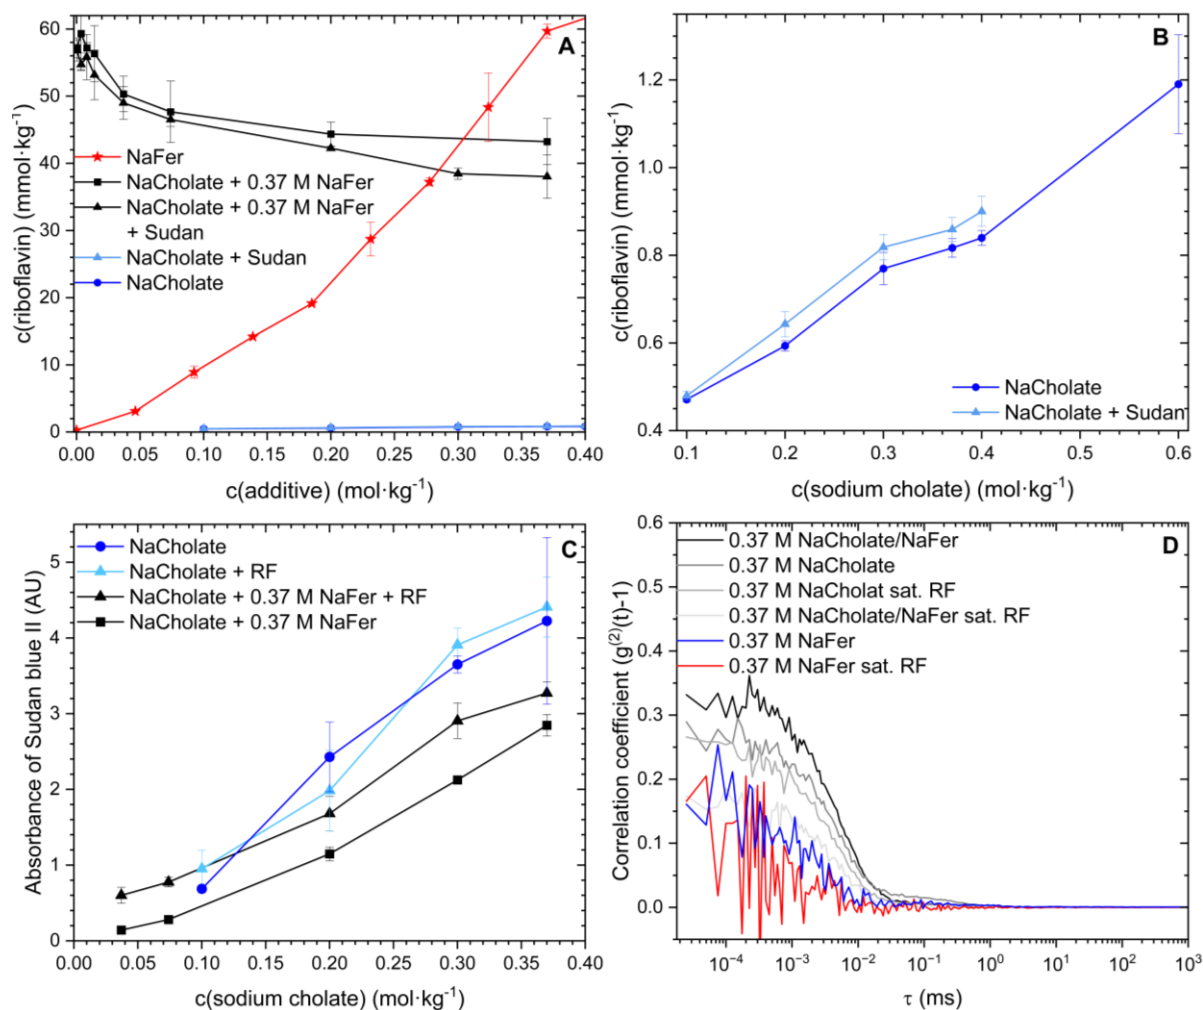 A
60
50
40
30
20
10
0
c(riboflavin) (mmol·kg⁻¹)
NaFer
NaCholate + 0.37 M NaFer
NaCholate + 0.37 M NaFer
+ Sudan
NaCholate + Sudan
NaCholate
0.00 0.05 0.10 0.15 0.20 0.25 0.30 0.35 0.40
c(additive) (mol·kg⁻¹)
B
1.2
1.0
0.8
0.6
0.4
c(riboflavin) (mmol·kg⁻¹)
NaCholate
NaCholate + Sudan
0.1 0.2 0.3 0.4 0.5 0.6
c(sodium cholate) (mol·kg⁻¹)
C
5
4
3
2
1
0
Absorbance of Sudan blue II (AU)
NaCholate
NaCholate + RF
NaCholate + 0.37 M NaFer + RF
NaCholate + 0.37 M NaFer
0.00 0.05 0.10 0.15 0.20 0.25 0.30 0.35 0.40
c(sodium cholate) (mol·kg⁻¹)
D
0.6
0.5
0.4
0.3
0.2
0.1
0.0
Correlation coefficient (g⁽²⁾(t)-1)
0.37 M NaCholate/NaFer
0.37 M NaCholate
0.37 M NaCholat sat. RF
0.37 M NaCholate/NaFer sat. RF
0.37 M NaFer
0.37 M NaFer sat. RF
10⁻⁴ 10⁻³ 10⁻² 10⁻¹ 10⁰ 10¹ 10² 10³
τ (ms)